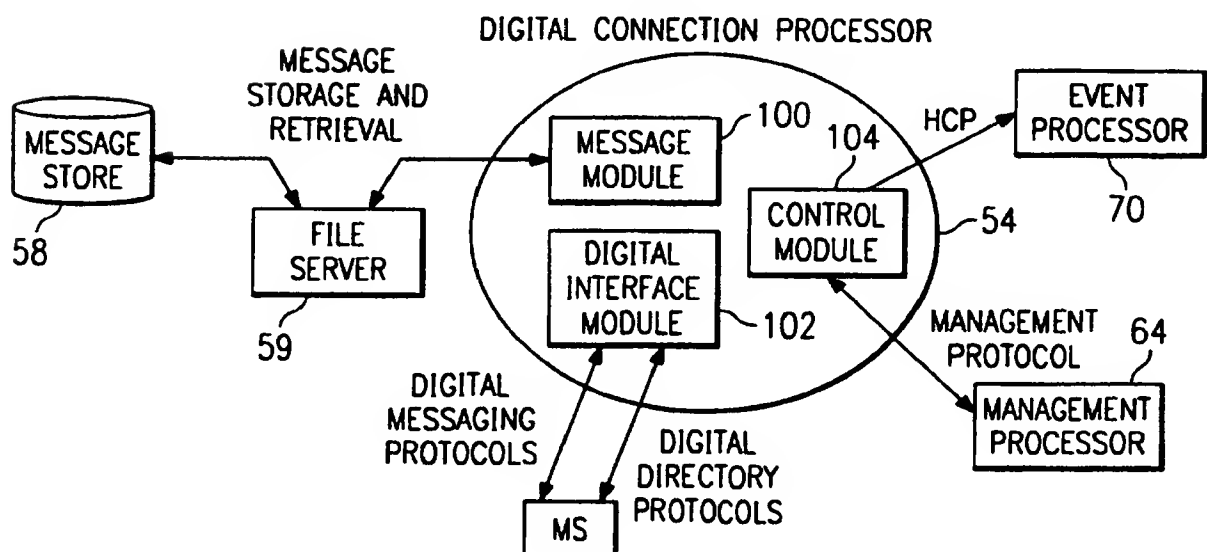 DIGITAL CONNECTION PROCESSOR
MESSAGE
STORAGE AND
RETRIEVAL
MESSAGE
STORE
58
FILE
SERVER
59
MESSAGE
MODULE
100
DIGITAL
INTERFACE
MODULE
102
104
CONTROL
MODULE
HCP
EVENT
PROCESSOR
70
54
MANAGEMENT
PROTOCOL
64
MANAGEMENT
PROCESSOR
DIGITAL
MESSAGING
PROTOCOLS
DIGITAL
DIRECTORY
PROTOCOLS
MS